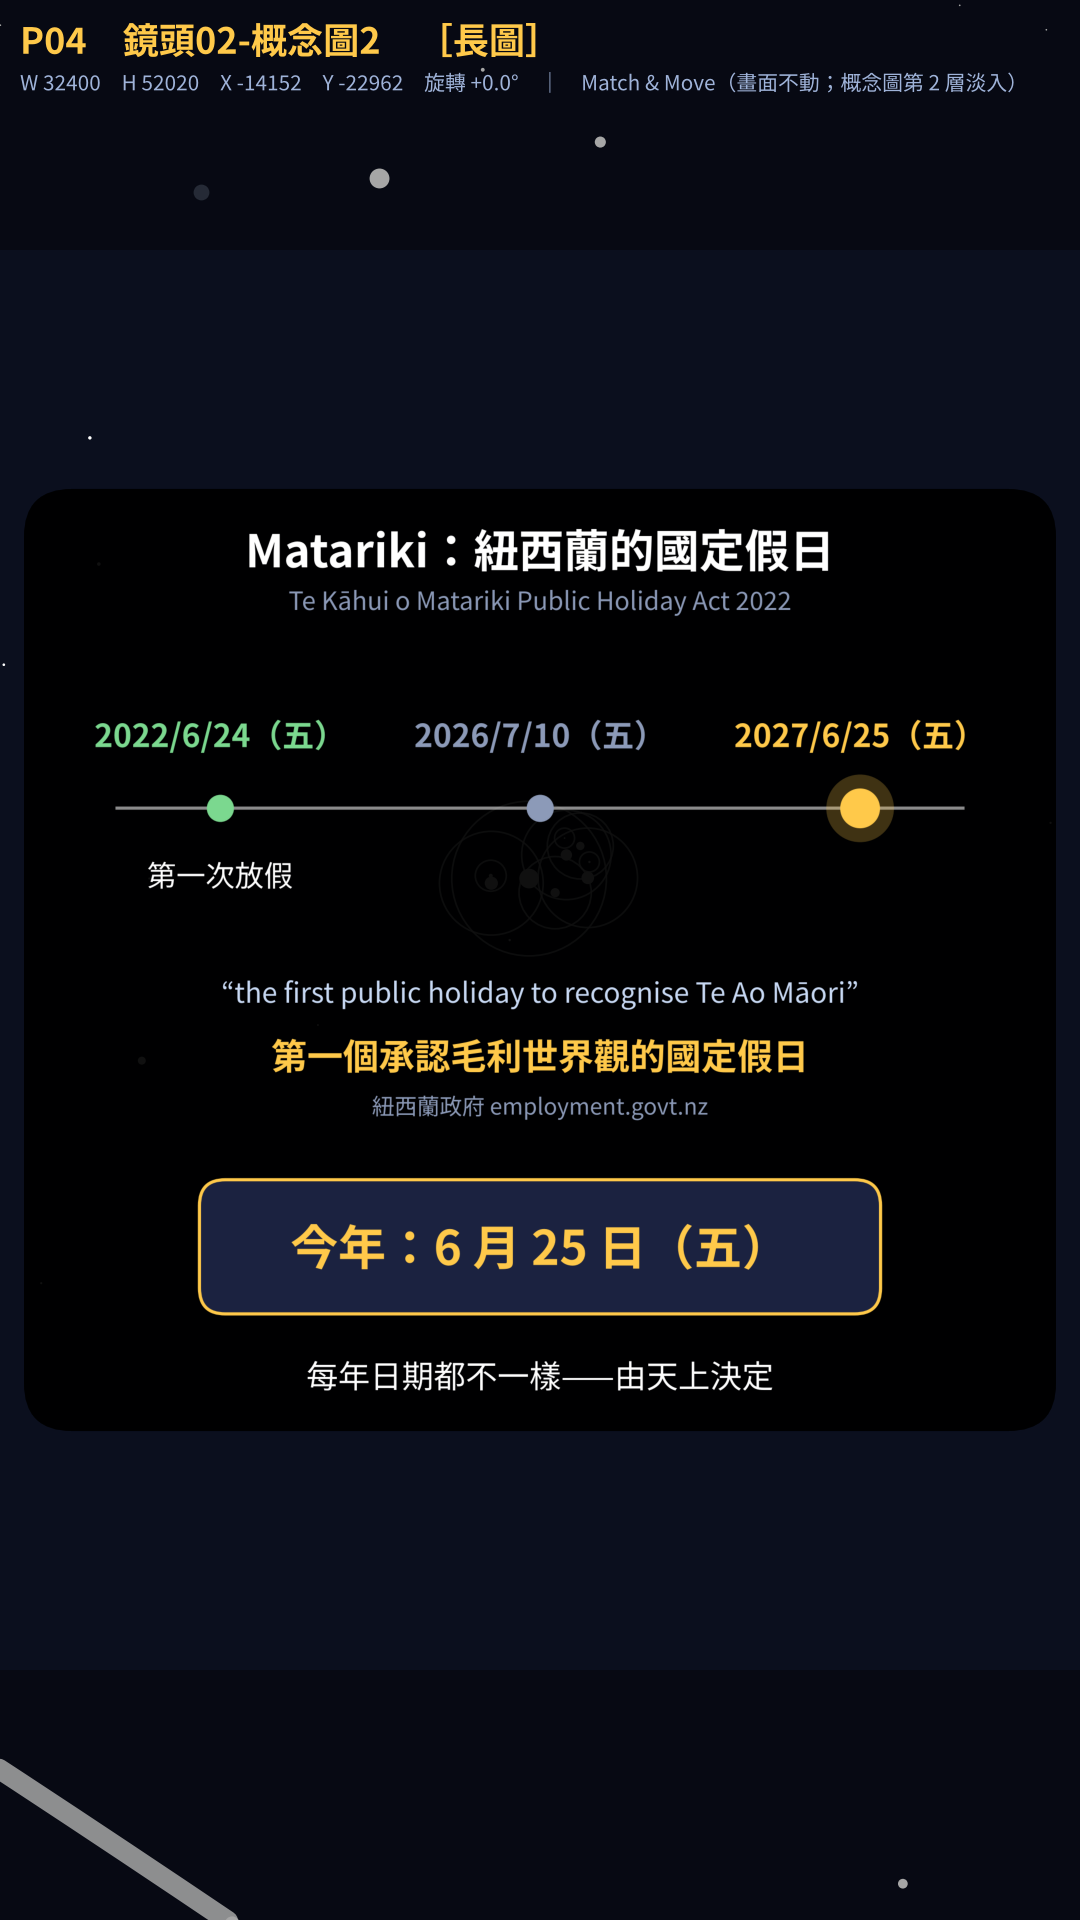 P04 鏡頭02-概念圖2 ［長圖］
W 32400 H 52020 X -14152 Y -22962 旋轉 +0.0° ｜ Match & Move（畫面不動；概念圖第 2 層淡入）
Matariki：紐西蘭的國定假日
Te Kāhui o Matariki Public Holiday Act 2022
2022/6/24（五） 2026/7/10（五） 2027/6/25（五）
第一次放假
“the first public holiday to recognise Te Ao Māori”
第一個承認毛利世界觀的國定假日
紐西蘭政府 employment.govt.nz
今年：6 月 25 日（五）
每年日期都不一樣——由天上決定